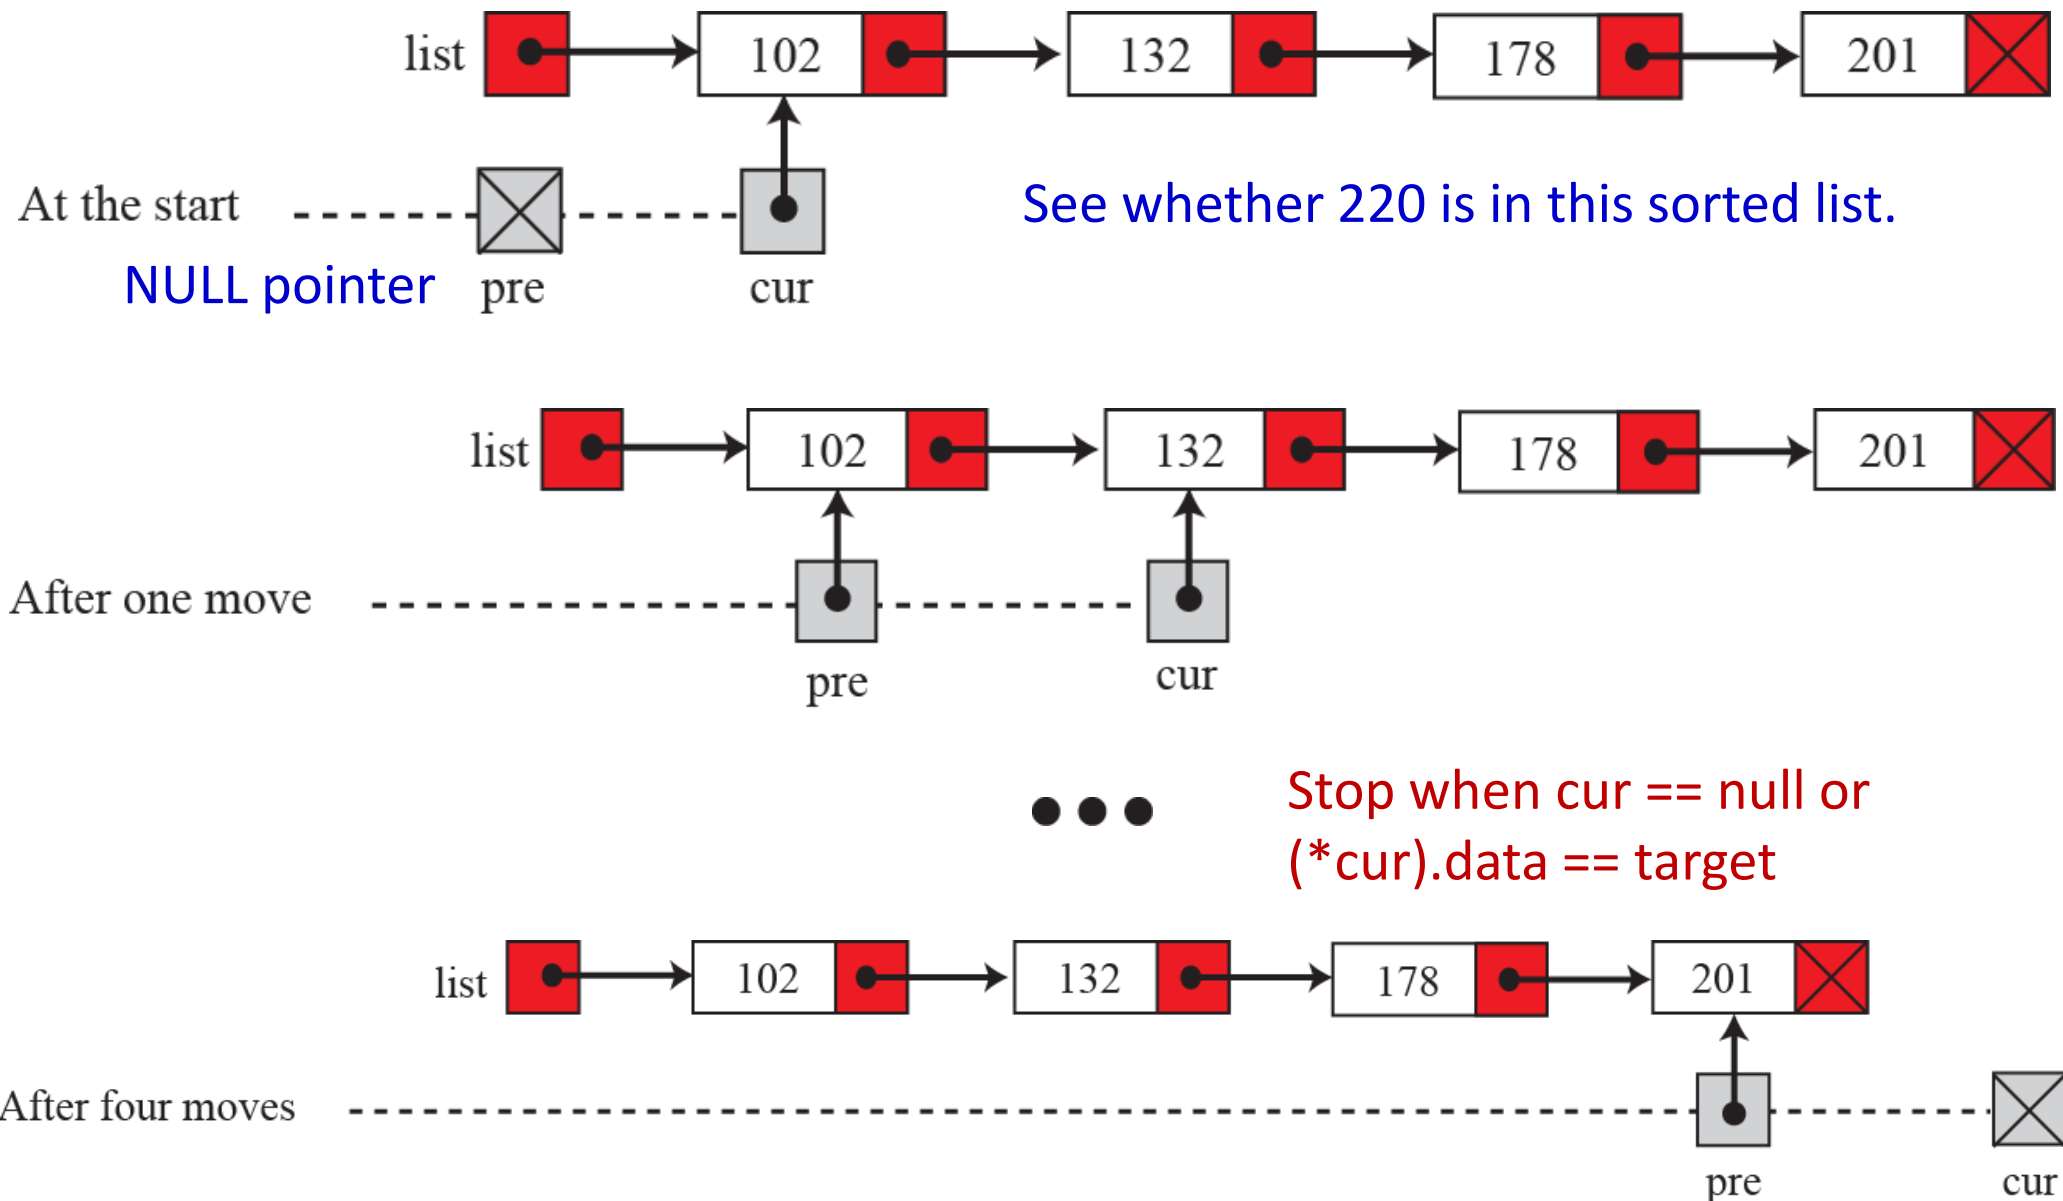 list 102 132 178 201
At the start
See whether 220 is in this sorted list.
NULL pointer pre cur
list 102 132 178 201
After one move
pre cur
Stop when cur == null or
(*cur).data == target
list 102 132 178 201
After four moves
pre cur